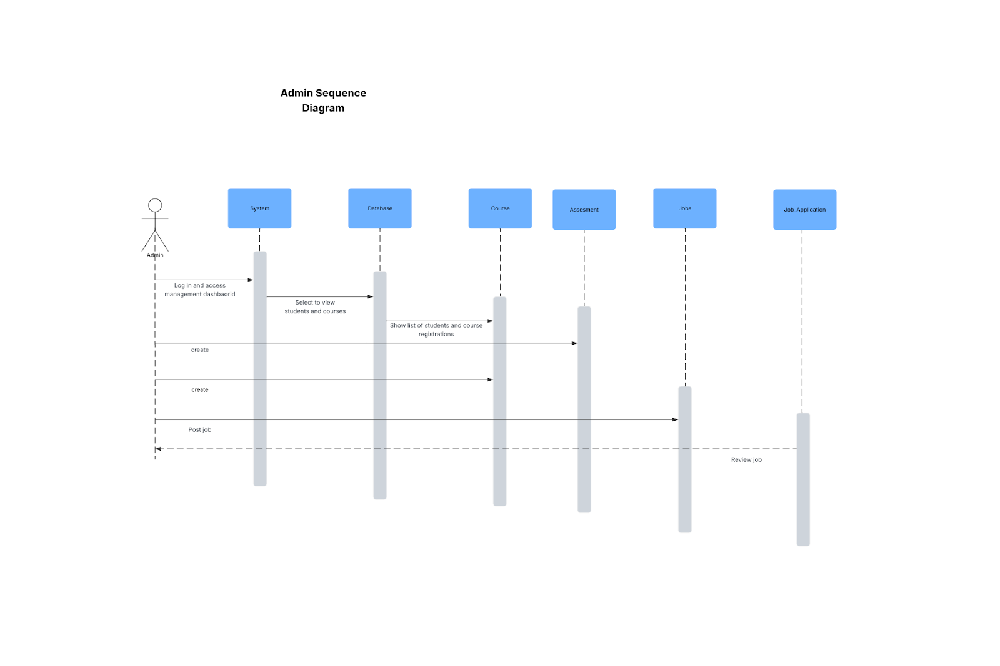 Admin Sequence
Diagram
System
Database
Course
Assesment
Jobs
Job_Application
Admin
Log in and access
management dashbaorid
Select to view
students and courses
Show list of students and course
registrations
create
create
Post job
Review job